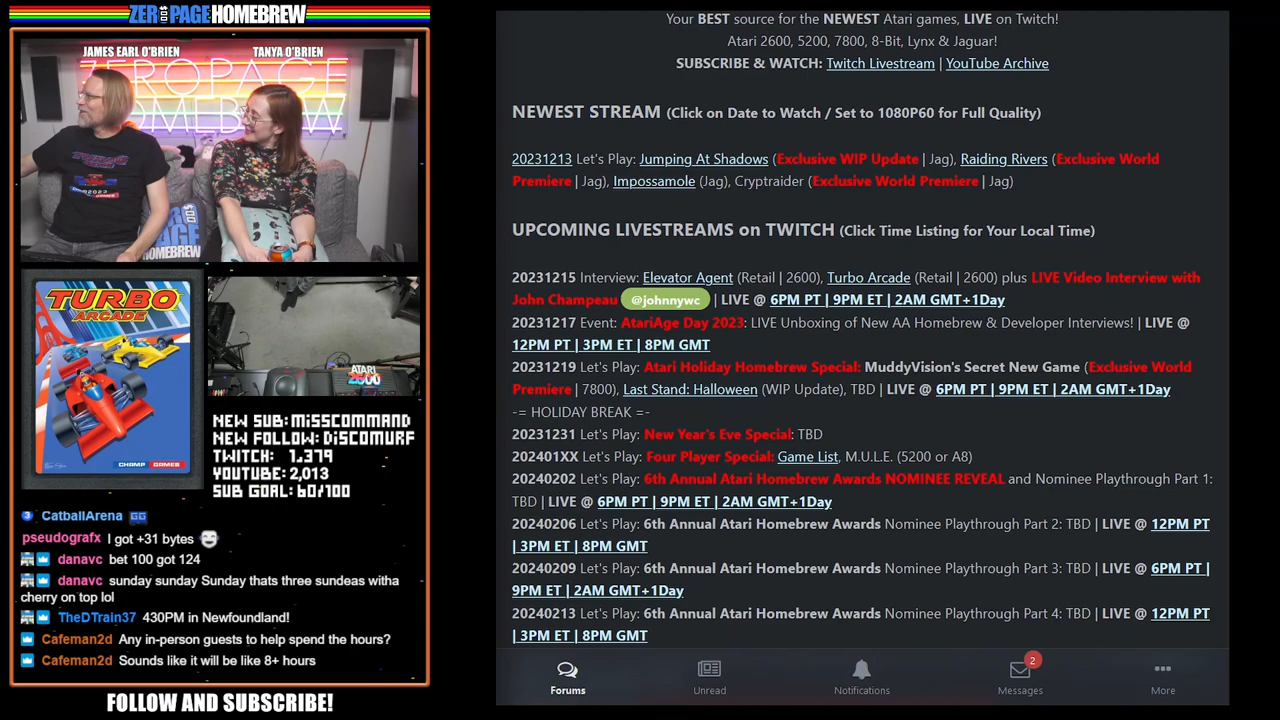 ZEROPAGE HOMEBREW
JAMES EARL O'BRIEN
TANYA O'BRIEN
ZEROPAGE
HOMEBREW
TURBO
ARCADE
CHAMP GAMES
ATARI
2600
NEW SUB: MISSCOMMAND
NEW FOLLOW: DISCOMURF
TWITCH: 1,379
YOUTUBE: 2,013
SUB GOAL: 60/100
CatballArena GG
pseudografx I got +31 bytes
danavc bet 100 got 124
danavc sunday sunday Sunday thats three sundeas witha
cherry on top lol
TheDTrain37 430PM in Newfoundland!
Cafeman2d Any in-person guests to help spend the hours?
Cafeman2d Sounds like it will be like 8+ hours
FOLLOW AND SUBSCRIBE!
Your BEST source for the NEWEST Atari games, LIVE on Twitch!
Atari 2600, 5200, 7800, 8-Bit, Lynx & Jaguar!
SUBSCRIBE & WATCH: Twitch Livestream | YouTube Archive
NEWEST STREAM (Click on Date to Watch / Set to 1080P60 for Full Quality)
20231213 Let's Play: Jumping At Shadows (Exclusive WIP Update | Jag), Raiding Rivers (Exclusive World
Premiere | Jag), Impossamole (Jag), Cryptraider (Exclusive World Premiere | Jag)
UPCOMING LIVESTREAMS on TWITCH (Click Time Listing for Your Local Time)
20231215 Interview: Elevator Agent (Retail | 2600), Turbo Arcade (Retail | 2600) plus LIVE Video Interview with
John Champeau @johnnywc | LIVE @ 6PM PT | 9PM ET | 2AM GMT+1Day
20231217 Event: AtariAge Day 2023: LIVE Unboxing of New AA Homebrew & Developer Interviews! | LIVE @
12PM PT | 3PM ET | 8PM GMT
20231219 Let's Play: Atari Holiday Homebrew Special: MuddyVision's Secret New Game (Exclusive World
Premiere | 7800), Last Stand: Halloween (WIP Update), TBD | LIVE @ 6PM PT | 9PM ET | 2AM GMT+1Day
-= HOLIDAY BREAK =-
20231231 Let's Play: New Year's Eve Special: TBD
202401XX Let's Play: Four Player Special: Game List, M.U.L.E. (5200 or A8)
20240202 Let's Play: 6th Annual Atari Homebrew Awards NOMINEE REVEAL and Nominee Playthrough Part 1:
TBD | LIVE @ 6PM PT | 9PM ET | 2AM GMT+1Day
20240206 Let's Play: 6th Annual Atari Homebrew Awards Nominee Playthrough Part 2: TBD | LIVE @ 12PM PT
| 3PM ET | 8PM GMT
20240209 Let's Play: 6th Annual Atari Homebrew Awards Nominee Playthrough Part 3: TBD | LIVE @ 6PM PT |
9PM ET | 2AM GMT+1Day
20240213 Let's Play: 6th Annual Atari Homebrew Awards Nominee Playthrough Part 4: TBD | LIVE @ 12PM PT
| 3PM ET | 8PM GMT
2
Forums
Unread
Notifications
Messages
More